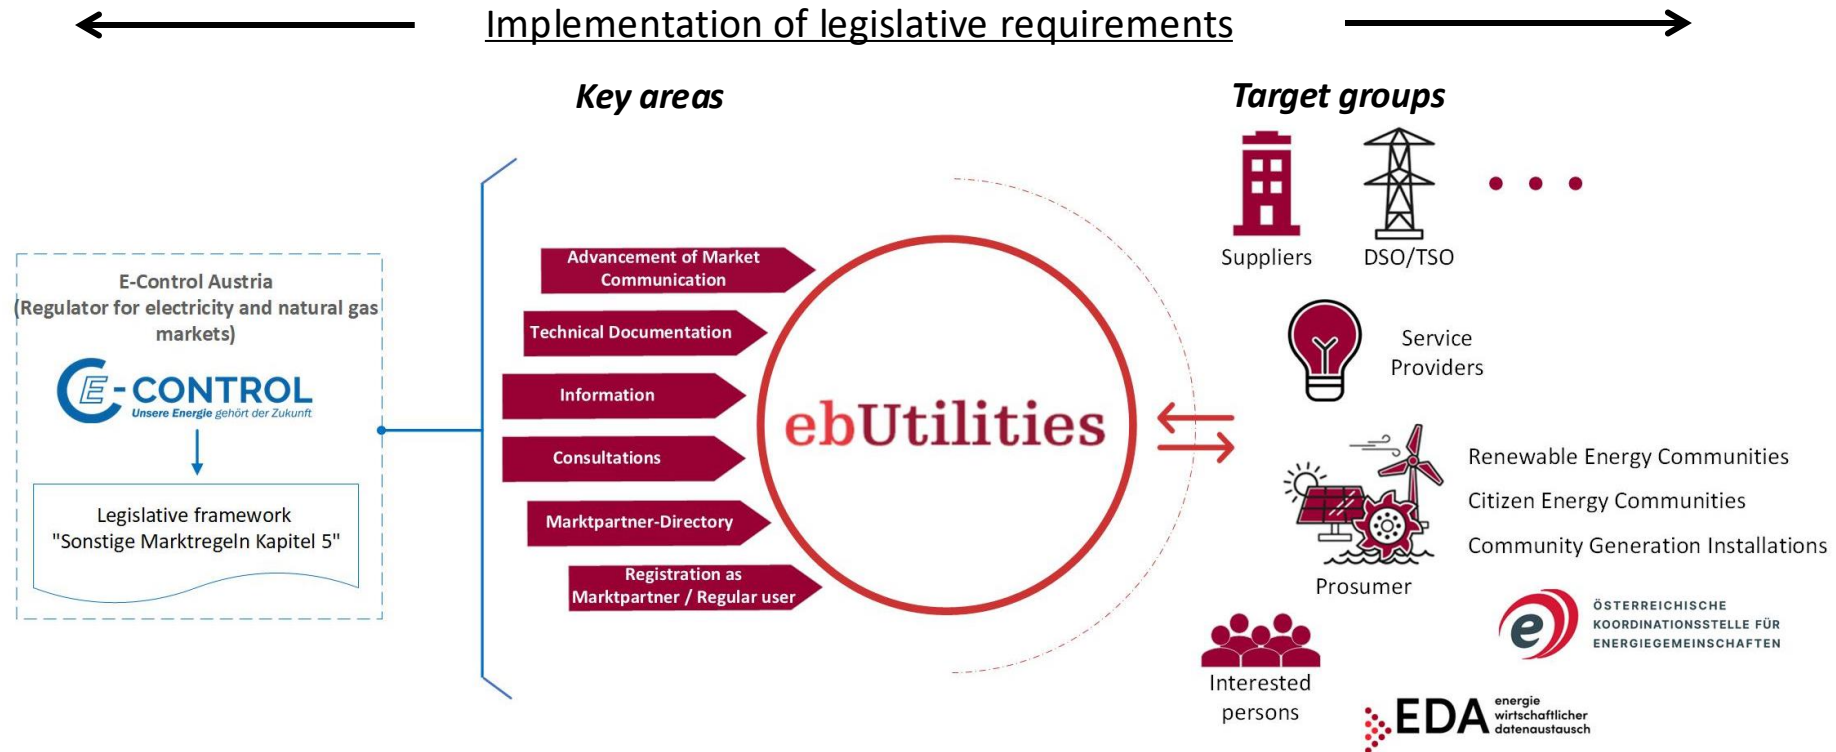 Implementation of legislative requirements
Key areas
Target groups
E-Control Austria
(Regulator for electricity and natural gas
markets)
E-CONTROL
Unsere Energie gehört der Zukunft
Legislative framework
"Sonstige Marktregeln Kapitel 5"
Advancement of Market
Communication
Technical Documentation
Information
Consultations
Marktpartner-Directory
Registration as
Marktpartner / Regular user
ebUtilities
Suppliers
DSO/TSO
Service
Providers
Renewable Energy Communities
Citizen Energy Communities
Community Generation Installations
Prosumer
e
ÖSTERREICHISCHE
KOORDINATIONSSTELLE FÜR
ENERGIEGEMEINSCHAFTEN
Interested
persons
EDA
energie
wirtschaftlicher
datenaustausch